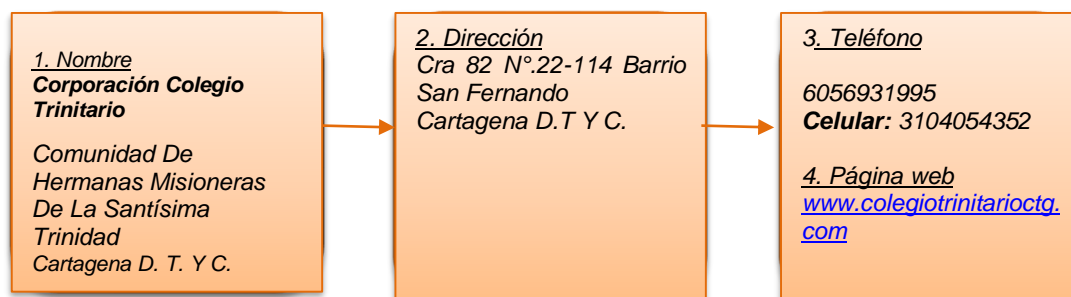 1. Nombre
Corporación Colegio
Trinitario
Comunidad De
Hermanas Misioneras
De La Santísima
Trinidad
Cartagena D. T. Y C.
2. Dirección
Cra 82 N°.22-114 Barrio
San Fernando
Cartagena D.T Y C.
3. Teléfono
6056931995
Celular: 3104054352
4. Página web
www.colegiotrinitarioctg.
com